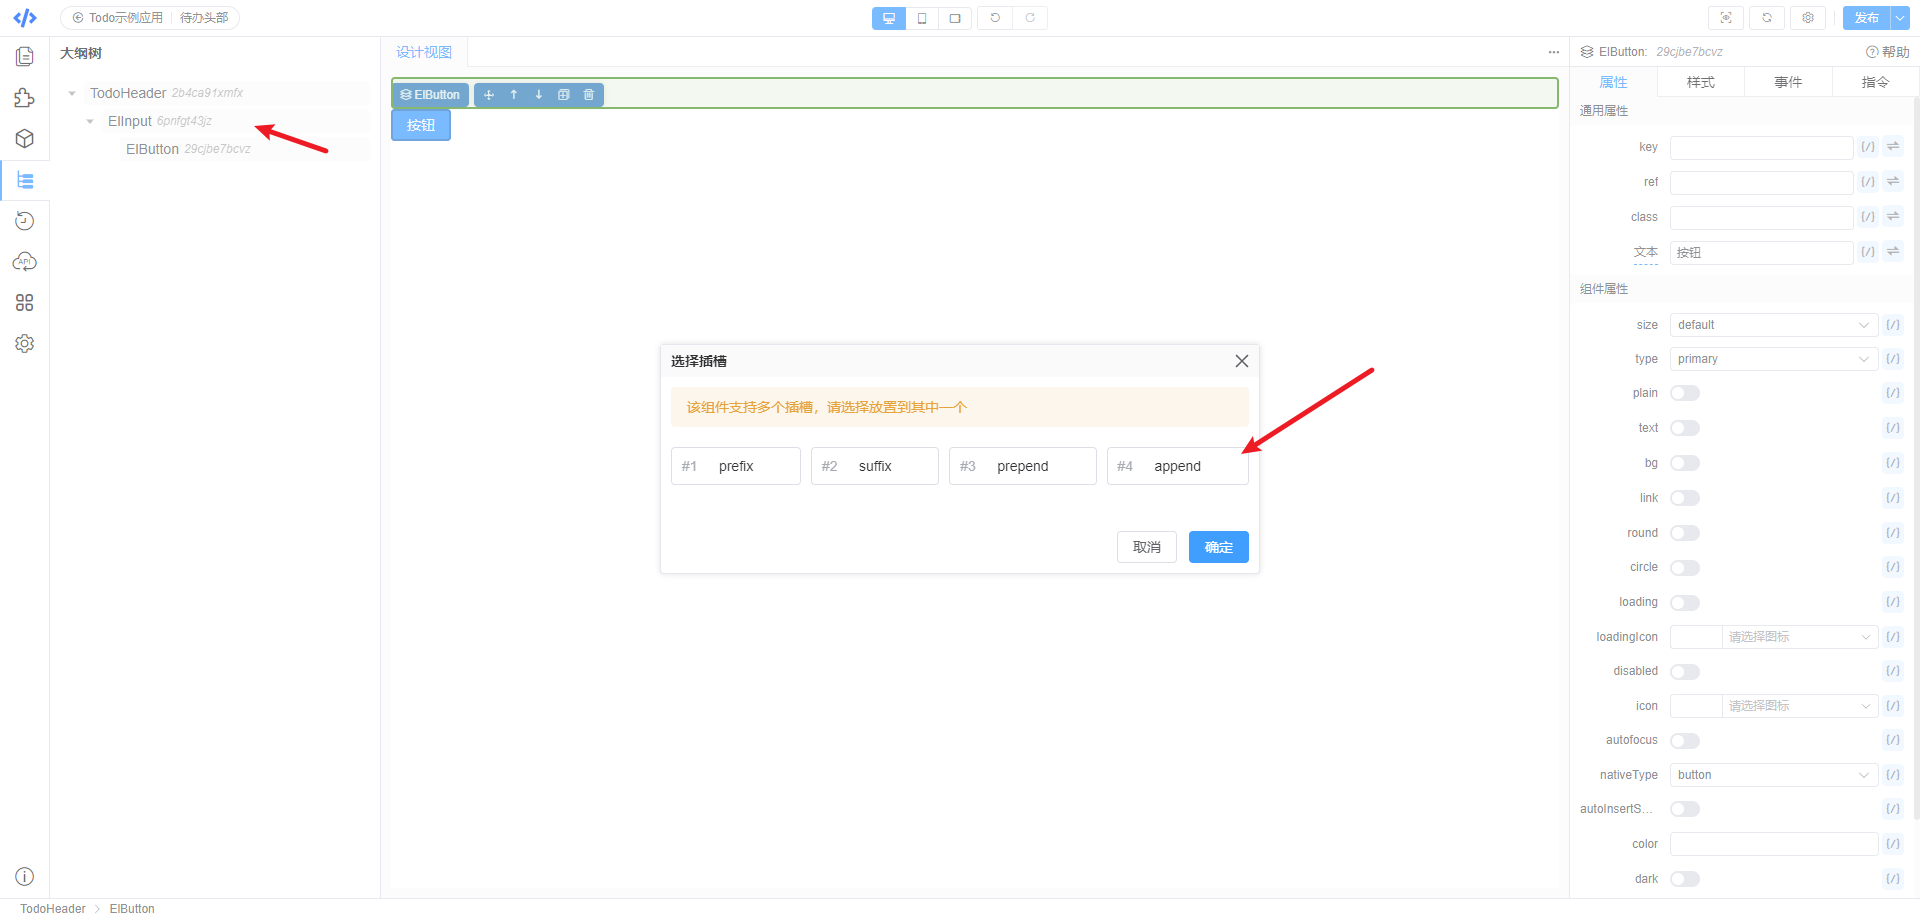 Todo示例应用 待办头部
发布
大纲树
TodoHeader 2b4ca91xmfx
ElInput 6pnfgt43jz
ElButton 29cjbe7bcvz
API
设计视图
ElButton
按钮
选择插槽
该组件支持多个插槽，请选择放置到其中一个
#1 prefix
#2 suffix
#3 prepend
#4 append
取消
确定
ElButton: 29cjbe7bcvz
帮助
属性 样式 事件 指令
通用属性
key {/}
ref {/}
class {/}
文本 按钮 {/}
组件属性
size default {/}
type primary {/}
plain {/}
text {/}
bg {/}
link {/}
round {/}
circle {/}
loading {/}
loadingIcon 请选择图标 {/}
disabled {/}
icon 请选择图标 {/}
autofocus {/}
nativeType button {/}
autoInsertS... {/}
color {/}
dark {/}
TodoHeader > ElButton